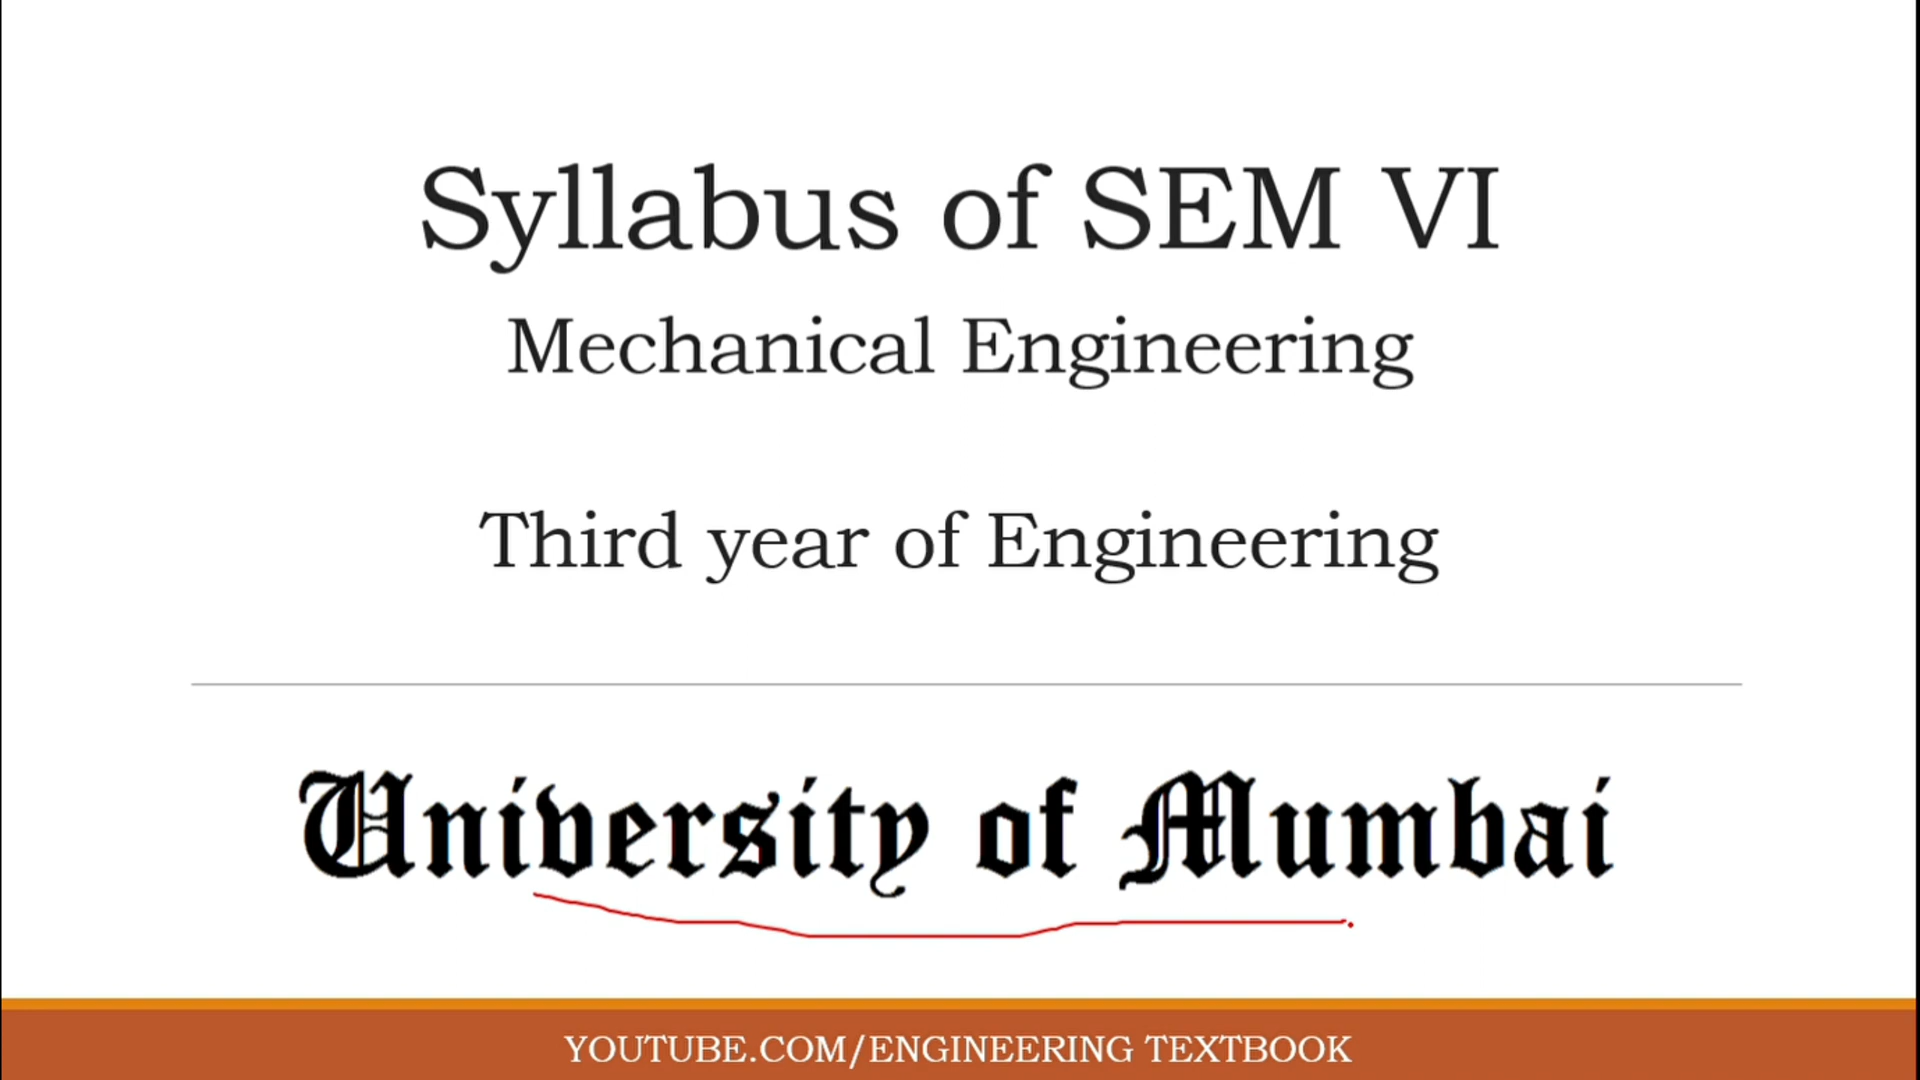 Syllabus of SEM VI
Mechanical Engineering
Third year of Engineering
University of Mumbai
YOUTUBE.COM/ENGINEERING TEXTBOOK